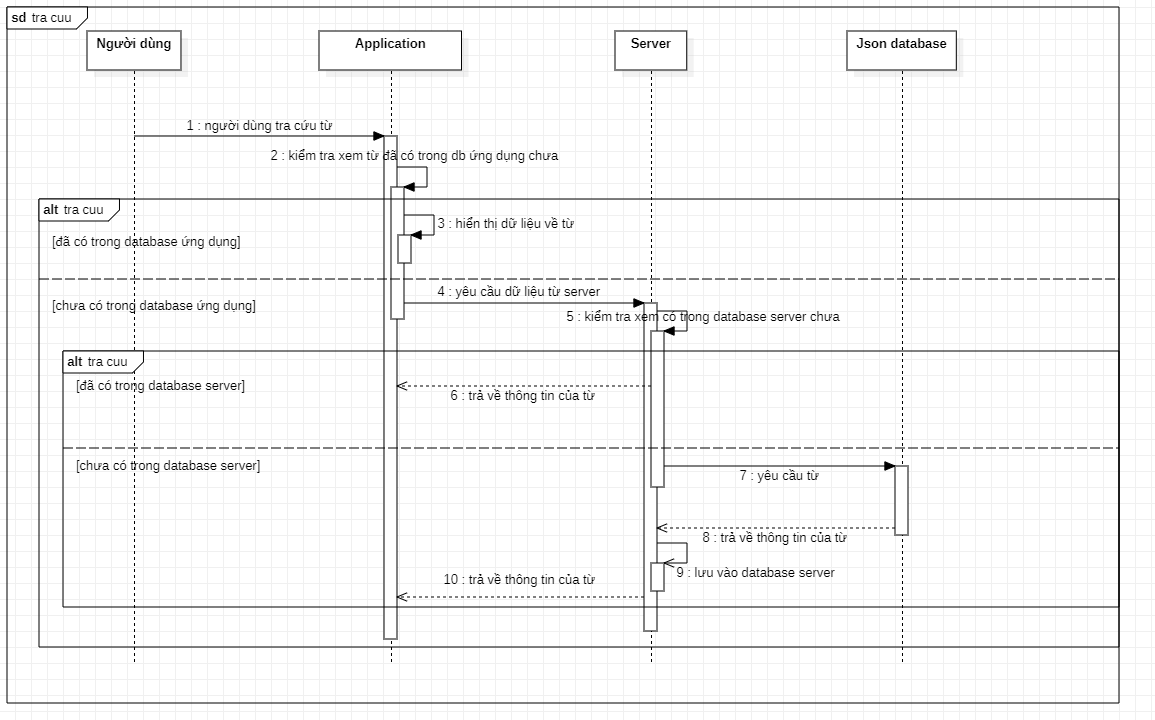 sd tra cuu
Người dùng
Application
Server
Json database
1 : người dùng tra cứu từ
2 : kiểm tra xem từ đã có trong db ứng dụng chưa
alt tra cuu
3 : hiển thị dữ liệu về từ
[đã có trong database ứng dụng]
4 : yêu cầu dữ liệu từ server
[chưa có trong database ứng dụng]
5 : kiểm tra xem có trong database server chưa
alt tra cuu
[đã có trong database server]
6 : trả về thông tin của từ
[chưa có trong database server]
7 : yêu cầu từ
8 : trả về thông tin của từ
9 : lưu vào database server
10 : trả về thông tin của từ